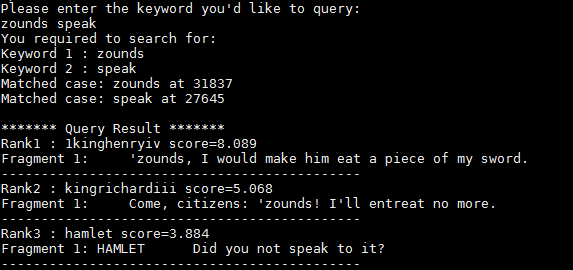 Please enter the keyword you'd like to query:
zounds speak
You required to search for:
Keyword 1 : zounds
Keyword 2 : speak
Matched case: zounds at 31837
Matched case: speak at 27645
******* Query Result *******
Rank1 : 1kinghenryiv score=8.089
Fragment 1:     'zounds, I would make him eat a piece of my sword.
-----------------------------------------------
Rank2 : kingrichardiii score=5.068
Fragment 1:     Come, citizens: 'zounds! I'll entreat no more.
-----------------------------------------------
Rank3 : hamlet score=3.884
Fragment 1: HAMLET      Did you not speak to it?
-----------------------------------------------